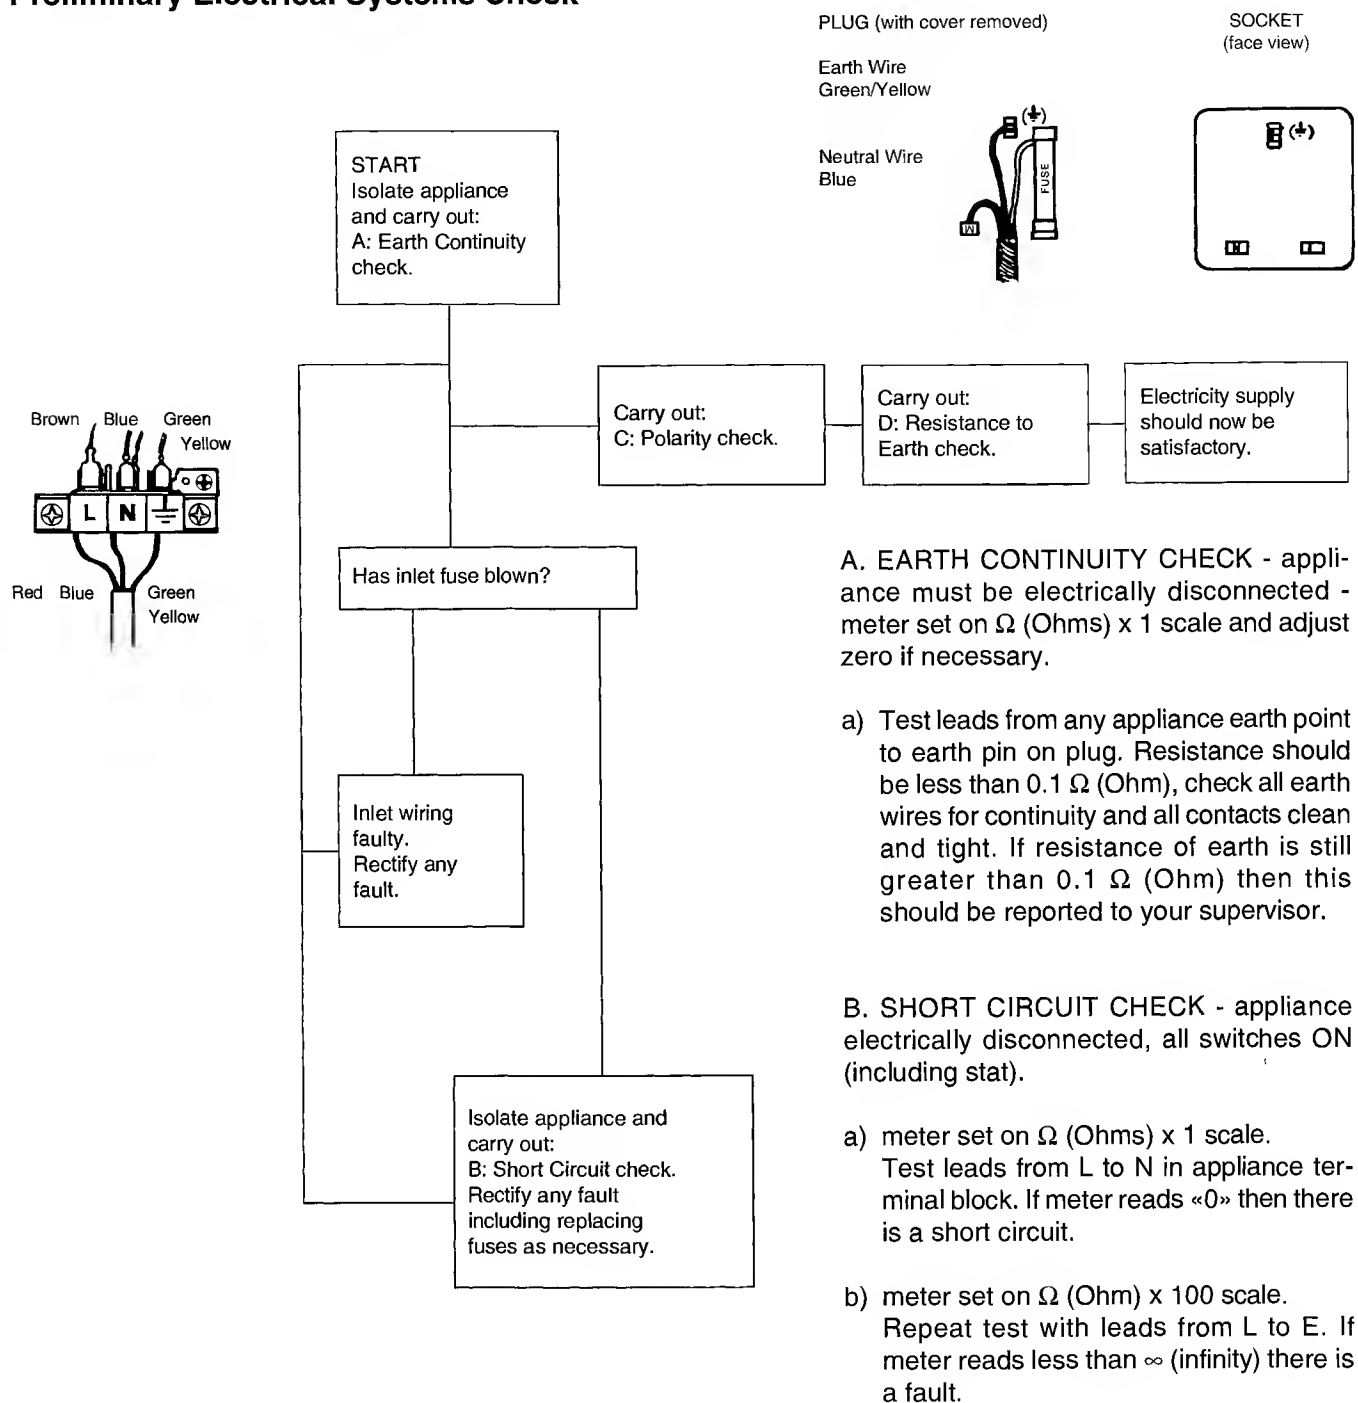 Preliminary Electrical Systems Check
PLUG (with cover removed)
SOCKET
(face view)
Earth Wire
Green/Yellow
Neutral Wire
Blue
FUSE
START
Isolate appliance
and carry out:
A: Earth Continuity
check.
Carry out:
C: Polarity check.
Carry out:
D: Resistance to
Earth check.
Electricity supply
should now be
satisfactory.
Brown Blue Green
Yellow
L N
Red Blue Green
Yellow
Has inlet fuse blown?
Inlet wiring
faulty.
Rectify any
fault.
Isolate appliance and
carry out:
B: Short Circuit check.
Rectify any fault
including replacing
fuses as necessary.
A. EARTH CONTINUITY CHECK - appli-
ance must be electrically disconnected -
meter set on Ω (Ohms) x 1 scale and adjust
zero if necessary.
a) Test leads from any appliance earth point
to earth pin on plug. Resistance should
be less than 0.1 Ω (Ohm), check all earth
wires for continuity and all contacts clean
and tight. If resistance of earth is still
greater than 0.1 Ω (Ohm) then this
should be reported to your supervisor.
B. SHORT CIRCUIT CHECK - appliance
electrically disconnected, all switches ON
(including stat).
a) meter set on Ω (Ohms) x 1 scale.
Test leads from L to N in appliance ter-
minal block. If meter reads «0» then there
is a short circuit.
b) meter set on Ω (Ohm) x 100 scale.
Repeat test with leads from L to E. If
meter reads less than ∞ (infinity) there is
a fault.